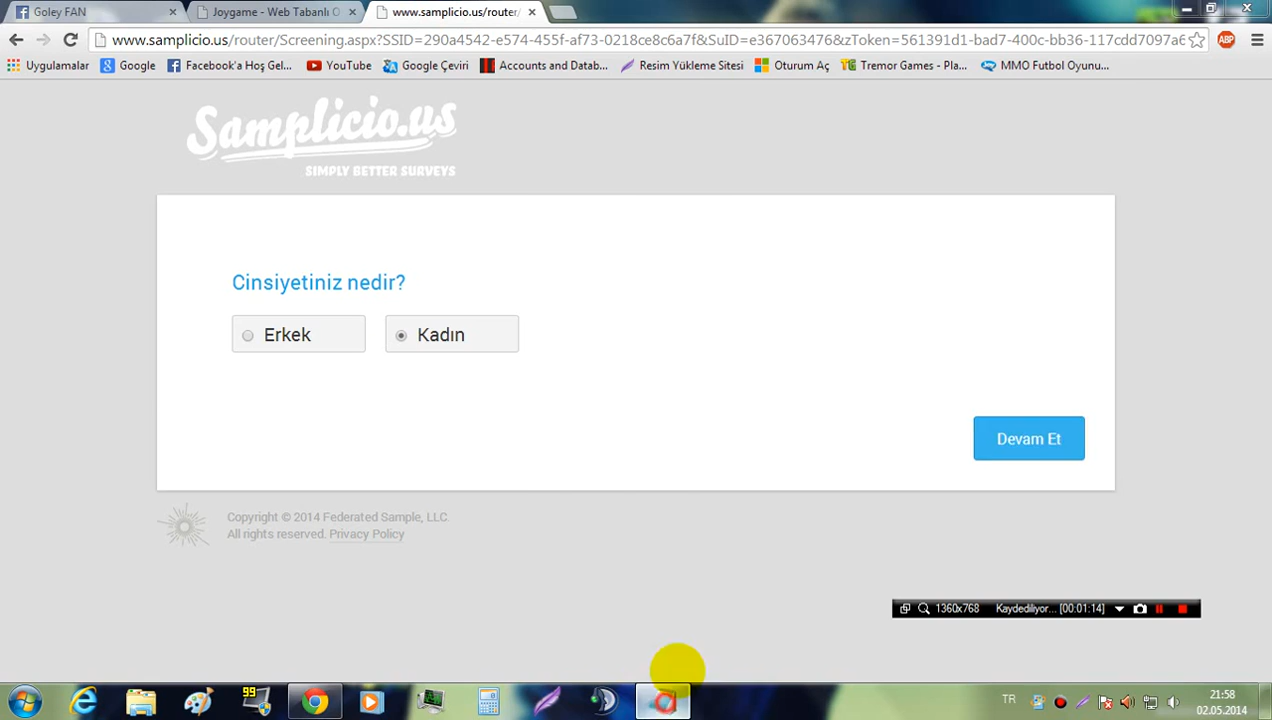 Goley FAN
Joygame - Web Tabanlı O
www.samplicio.us/router/
www.samplicio.us/router/Screening.aspx?SSID=290a4542-e574-455f-af73-0218ce8c6a7f&SuID=e367063476&zToken=561391d1-bad7-400c-bb36-117cdd7097a6
ABP
Uygulamalar
Google
Facebook'a Hoş Gel...
YouTube
Google Çeviri
Accounts and Datab...
Resim Yükleme Sitesi
Oturum Aç
Tremor Games - Pla...
MMO Futbol Oyunu...
Samplicio.us
SIMPLY BETTER SURVEYS
Cinsiyetiniz nedir?
Erkek
Kadın
Devam Et
Copyright © 2014 Federated Sample, LLC.
All rights reserved. Privacy Policy
1360x768
Kaydediliyor... [00:01:14]
99
TR
21:58
02.05.2014